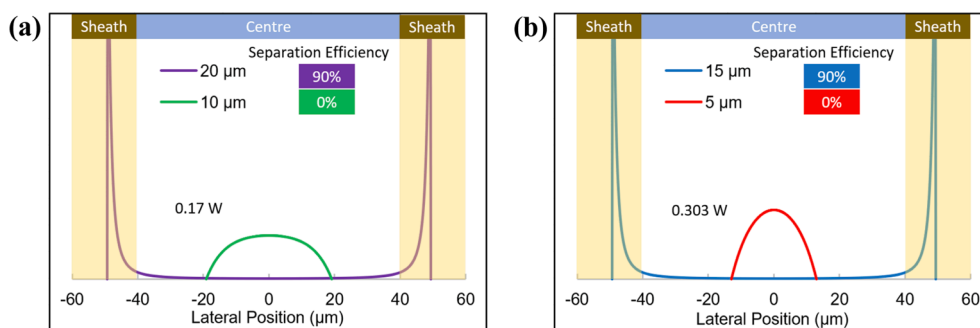 (a)
Sheath Centre Sheath
Separation Efficiency
20 μm 90%
10 μm 0%
0.17 W
-60 -40 -20 0 20 40 60
Lateral Position (μm)
(b)
Sheath Centre Sheath
Separation Efficiency
15 μm 90%
5 μm 0%
0.303 W
-60 -40 -20 0 20 40 60
Lateral Position (μm)